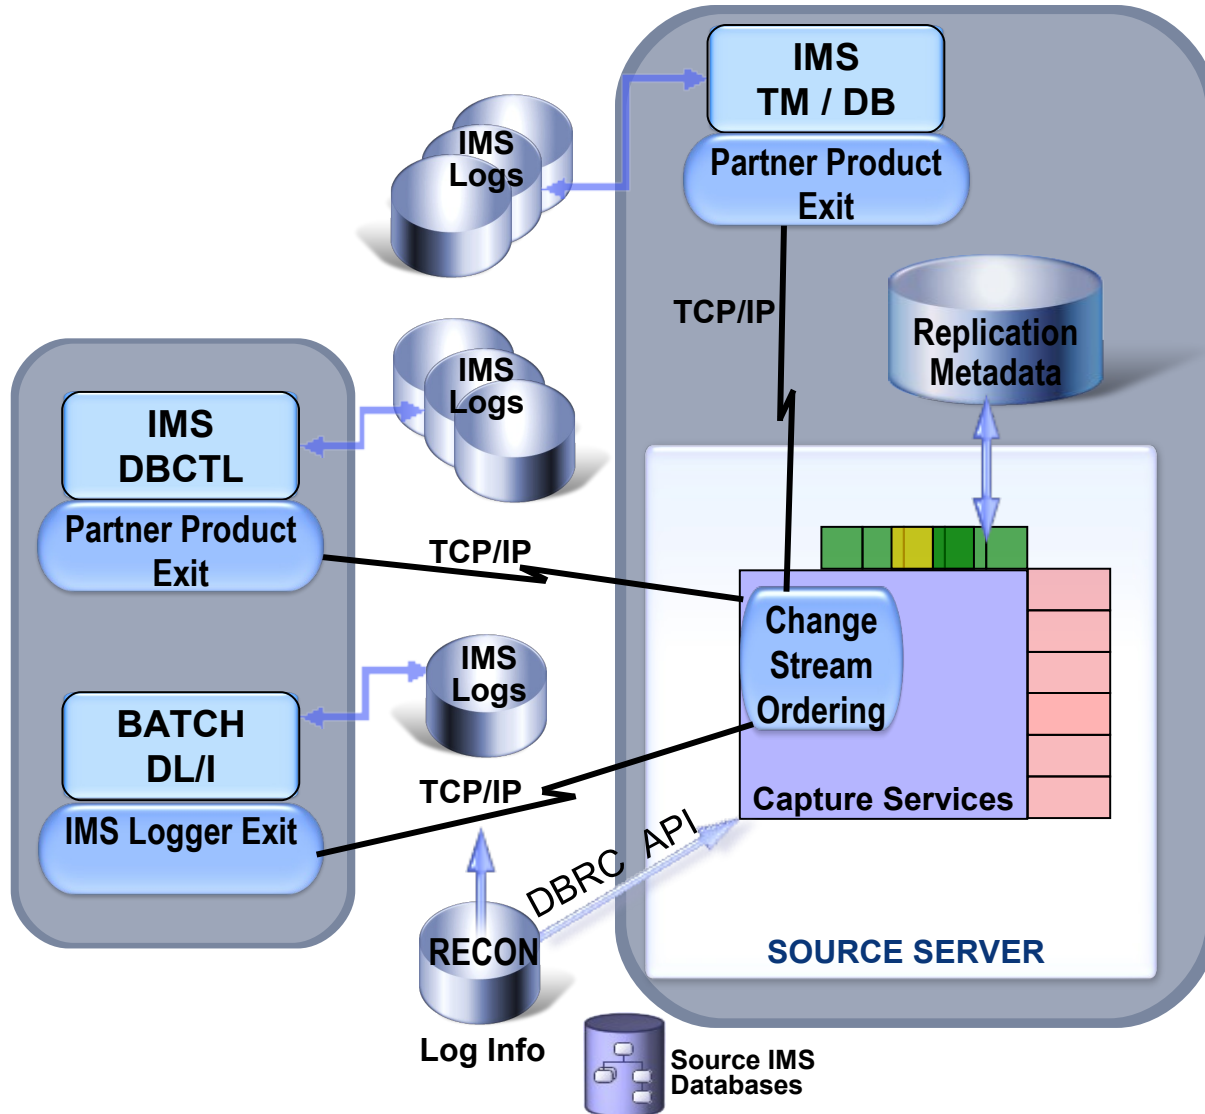 IMS
TM / DB
Partner Product
Exit
IMS
Logs
TCP/IP
Replication
Metadata
IMS
Logs
IMS
DBCTL
Partner Product
Exit
TCP/IP
Change
Stream
Ordering
IMS
Logs
BATCH
DL/I
IMS Logger Exit
TCP/IP
Capture Services
DBRC API
RECON
Log Info
SOURCE SERVER
Source IMS
Databases